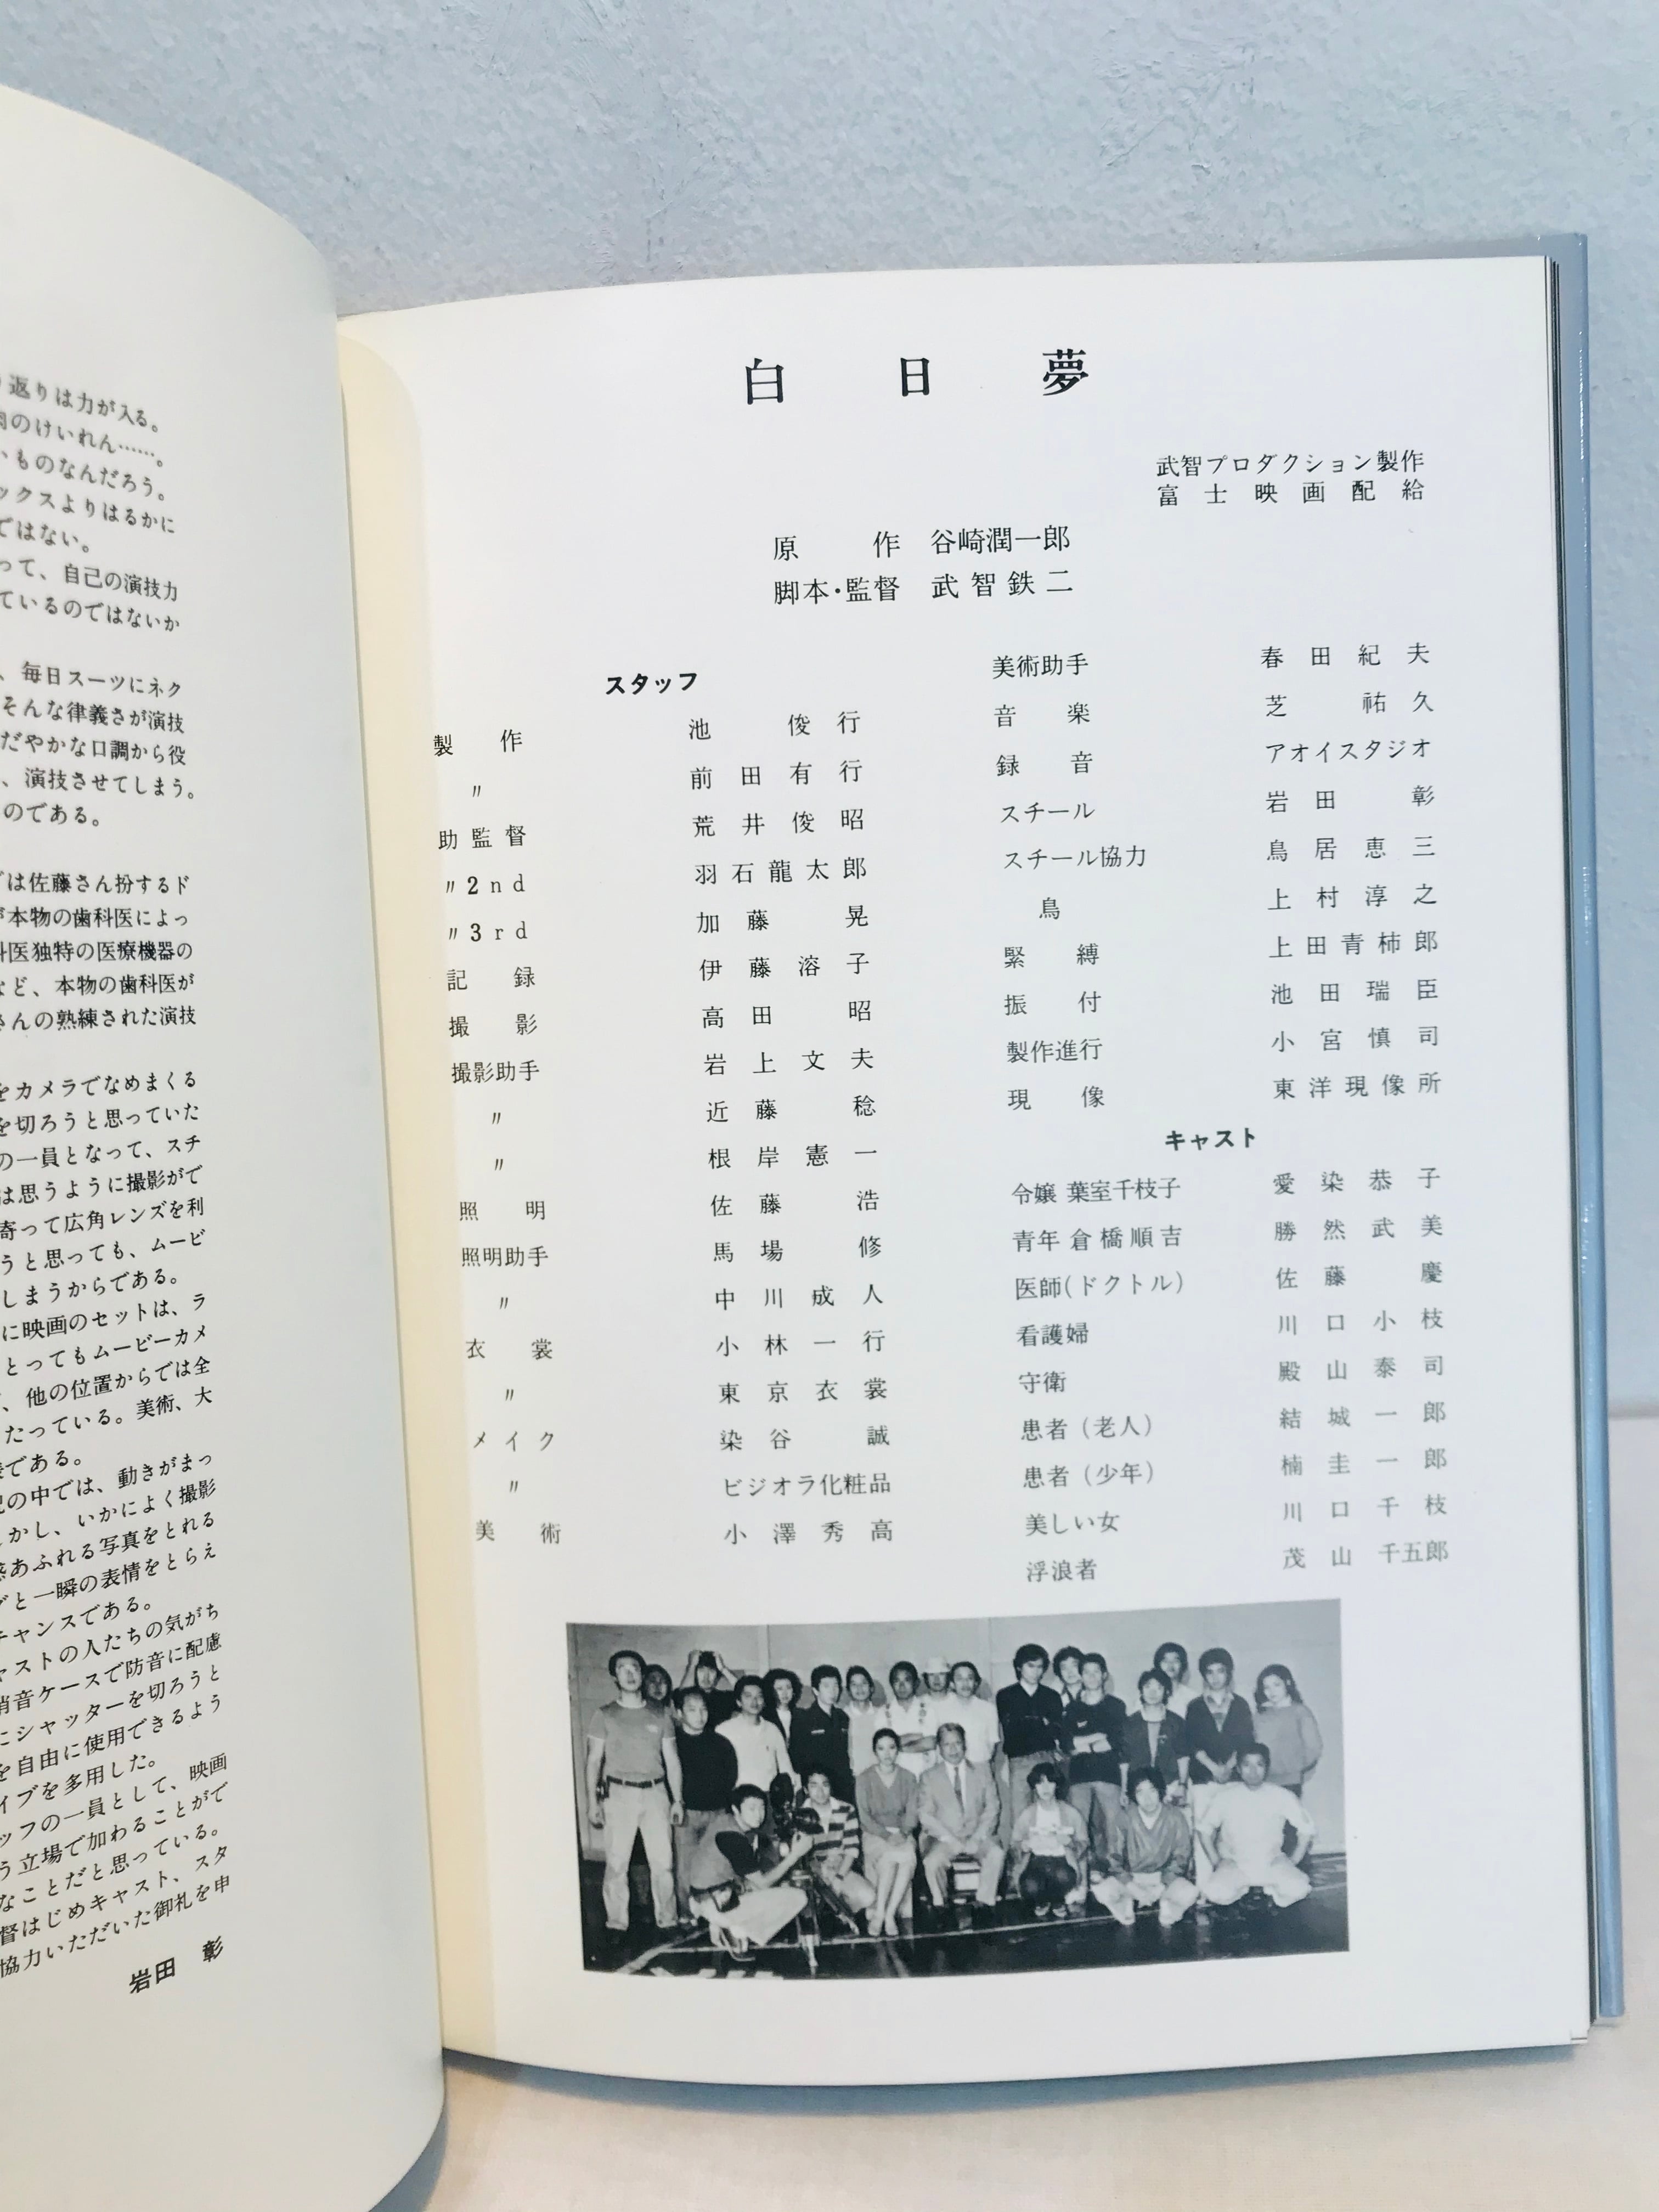 返りは力が入る。
のけいれん……。
ものなんだろう。
ックスよりはるかに
ではない。
って、自己の演技力
ているのではないか
、毎日スーツにネク
そんな律義さが演技
だやかな口調から役
、演技させてしまう。
のである。
は佐藤さん扮するド
本物の歯科医によっ
科医独特の医療機器の
など、本物の歯科医が
さんの熟練された演技
をカメラでなめまくる
を切ろうと思っていた
の一員となって、スチ
は思うように撮影がで
寄って広角レンズを利
うと思っても、ムービ
しまうからである。
に映画のセットは、ラ
とってもムービーカメ
、他の位置からでは全
たっている。美術、大
である。
の中では、動きがまっ
かし、いかによく撮影
あふれる写真をとれる
と一瞬の表情をとらえ
チャンスである。
ャストの人たちの気がち
消音ケースで防音に配慮
にシャッターを切ろうと
を自由に使用できるよう
イブを多用した。
ッフの一員として、映画
う立場で加わることがで
なことだと思っている。
督はじめキャスト、スタ
協力いただいた御礼を申
岩田 彰
白日夢
武智プロダクション製作
富士映画配給
原作 谷崎潤一郎
脚本・監督 武智鉄二
スタッフ
製作 池俊行
〃 前田有行
助監督 荒井俊昭
〃2nd 羽石龍太郎
〃3rd 加藤晃
記録 伊藤溶子
撮影 高田昭
撮影助手 岩上文夫
〃 近藤稔
〃 根岸憲一
照明 佐藤浩
照明助手 馬場修
〃 中川成人
衣裳 小林一行
〃 東京衣裳
メイク 染谷誠
〃 ビジオラ化粧品
美術 小澤秀高
美術助手 春田紀夫
音楽 芝祐久
録音 アオイスタジオ
スチール 岩田彰
スチール協力 鳥居恵三
鳥 上村淳之
緊縛 上田青柿郎
振付 池田瑞臣
製作進行 小宮慎司
現像 東洋現像所
キャスト
令嬢 葉室千枝子 愛染恭子
青年 倉橋順吉 勝然武美
医師(ドクトル) 佐藤慶
看護婦 川口小枝
守衛 殿山泰司
患者(老人) 結城一郎
患者(少年) 楠圭一郎
美しい女 川口千枝
浮浪者 茂山千五郎